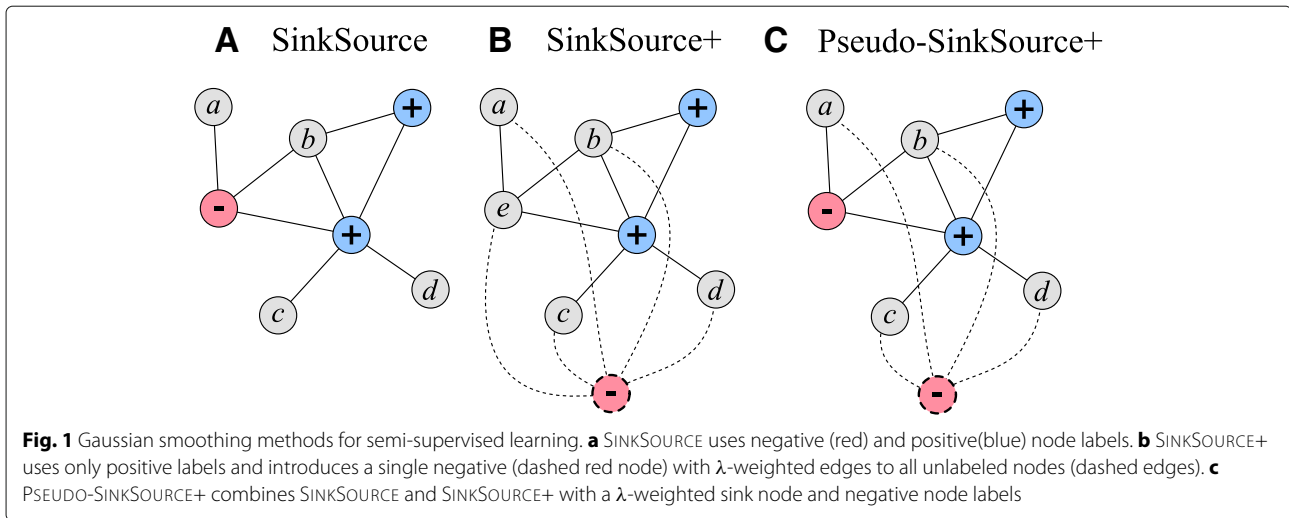 A SinkSource B SinkSource+ C Pseudo-SinkSource+
a + a + a +
b b b
- e -
+ + +
d d d
c c c
- -
Fig. 1 Gaussian smoothing methods for semi-supervised learning. a SINKSOURCE uses negative (red) and positive(blue) node labels. b SINKSOURCE+
uses only positive labels and introduces a single negative (dashed red node) with λ-weighted edges to all unlabeled nodes (dashed edges). c
PSEUDO-SINKSOURCE+ combines SINKSOURCE and SINKSOURCE+ with a λ-weighted sink node and negative node labels